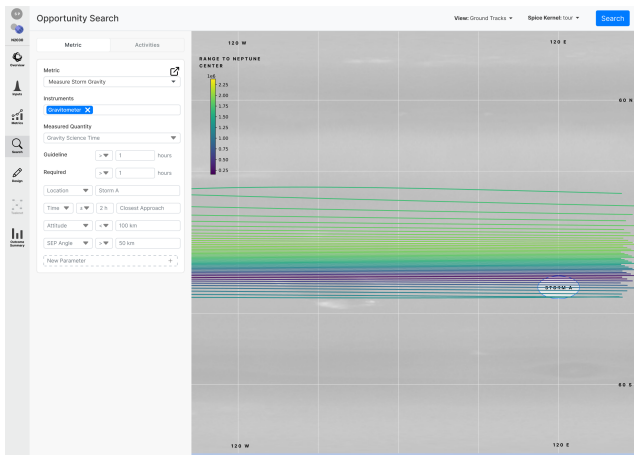 Opportunity Search
View: Ground Tracks
Spice Kernel: tour
Search
N2038
Overview
Inputs
Metrics
Search
Design
Outcome Summary
Metric
Activities
Metric
Measure Storm Gravity
Instruments
Gravitometer X
Measured Quantity
Gravity Science Time
Guideline > 1 hours
Required > 1 hours
Location Storm A
Time ± 2 h Closed Approach
Attitude 100 km
SEP Angle > 50 km
New Parameter +
120 W
120 E
RANGE TO NEPTUNE
CENTER
1e6
2.25
2.00
1.75
1.50
1.25
1.00
0.75
0.50
0.25
60 N
STORM A
60 S
120 W
120 E